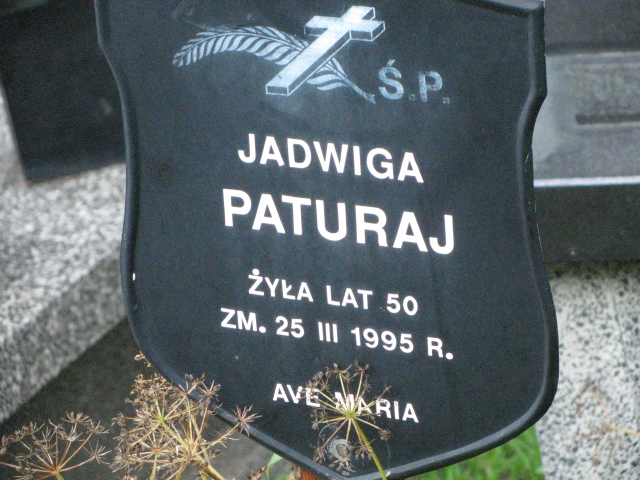 Ś.P.
JADWIGA
PATURAJ
ŻYŁA LAT 50
ZM. 25 III 1995 R.
AVE MARIA